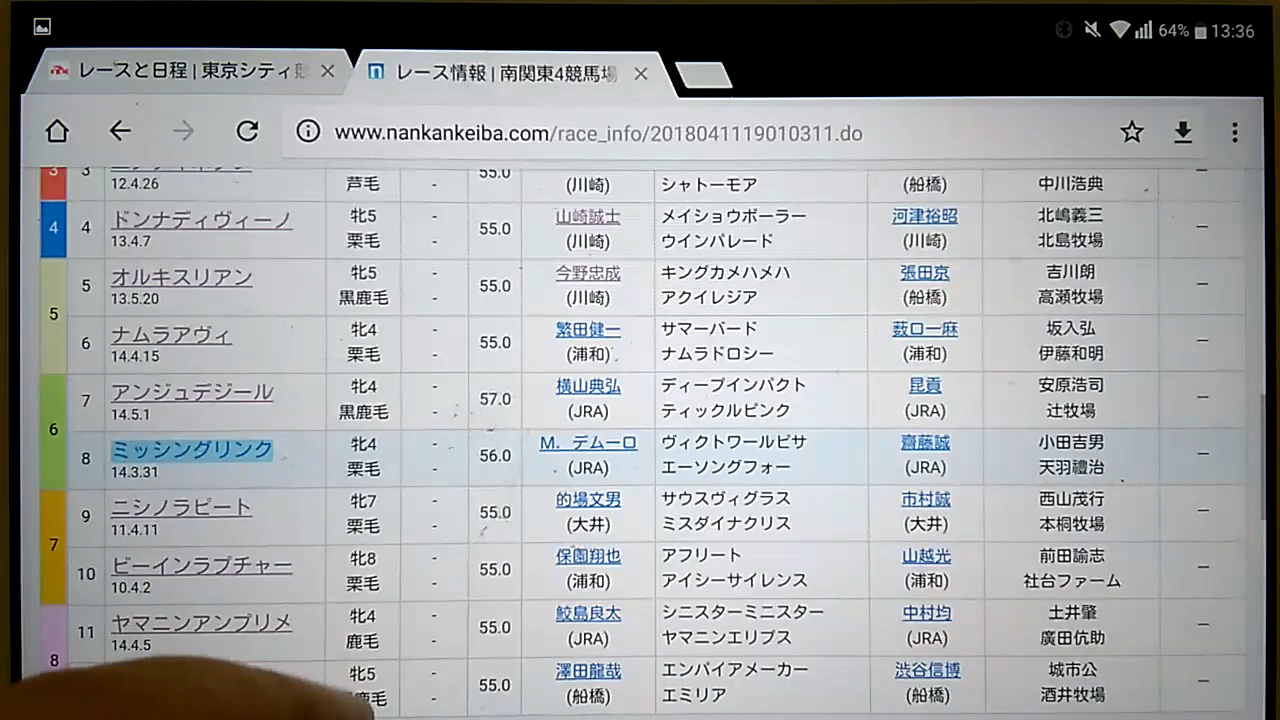 64% 13:36
レースと日程 | 東京シティ競 × レース情報 | 南関東4競馬場 ×
www.nankankeiba.com/race_info/2018041119010311.do
3 3 55.0
12.4.26 芦毛 - (川崎) シャトーモア (船橋) 中川浩典 -
4 4 ドンナディヴィーノ 牝5 - 55.0 山崎誠士 メイショウボーラー 河津裕昭 北嶋義三 -
13.4.7 栗毛 - (川崎) ウインパレード (川崎) 北島牧場
5 5 オルキスリアン 牝5 - 55.0 今野忠成 キングカメハメハ 張田京 吉川朗 -
13.5.20 黒鹿毛 - (川崎) アクイレジア (船橋) 高瀬牧場
6 ナムラアヴィ 牝4 - 55.0 繁田健一 サマーバード 薮口一麻 坂入弘 -
14.4.15 栗毛 - (浦和) ナムラドロシー (浦和) 伊藤和明
6 7 アンジュデジール 牝4 - 57.0 横山典弘 ディープインパクト 昆貢 安原浩司 -
14.5.1 黒鹿毛 - (JRA) ティックルピンク (JRA) 辻牧場
8 ミッシングリンク 牝4 - 56.0 M．デムーロ ヴィクトワールピサ 齋藤誠 小田吉男 -
14.3.31 栗毛 - (JRA) エーソングフォー (JRA) 天羽禮治
7 9 ニシノラピート 牝7 - 55.0 的場文男 サウスヴィグラス 市村誠 西山茂行 -
11.4.11 栗毛 - (大井) ミスダイナクリス (大井) 本桐牧場
10 ビーインラプチャー 牝8 - 55.0 保園翔也 アフリート 山越光 前田諭志 -
10.4.2 栗毛 - (浦和) アイシーサイレンス (浦和) 社台ファーム
8 11 ヤマニンアンプリメ 牝4 - 55.0 鮫島良太 シニスターミニスター 中村均 土井肇 -
14.4.5 鹿毛 - (JRA) ヤマニンエリプス (JRA) 廣田伉助
牝5 - 55.0 澤田龍哉 エンパイアメーカー 渋谷信博 城市公 -
鹿毛 - (船橋) エミリア (船橋) 酒井牧場